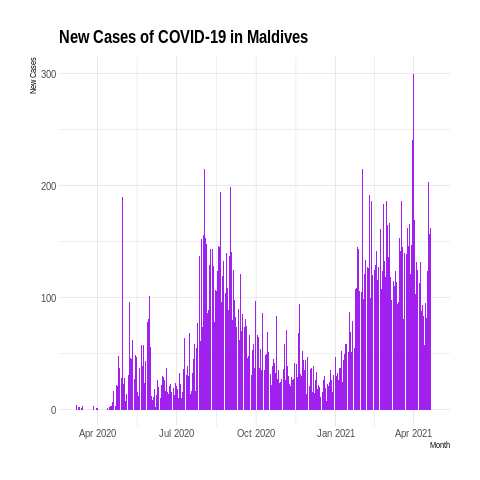 New Cases of COVID-19 in Maldives
New Cases
300
200
100
0
Apr 2020
Jul 2020
Oct 2020
Jan 2021
Apr 2021
Month